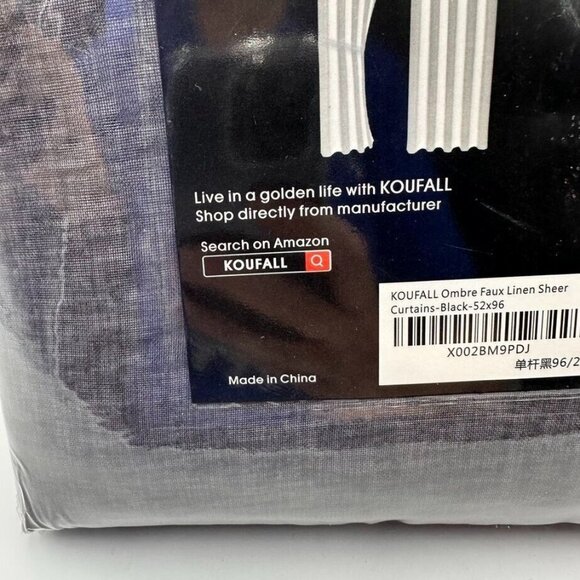 Live in a golden life with KOUFALL
Shop directly from manufacturer
Search on Amazon
KOUFALL
KOUFALL Ombre Faux Linen Sheer
Curtains-Black-52x96
X002BM9PDJ
单杆黑96/2
Made in China